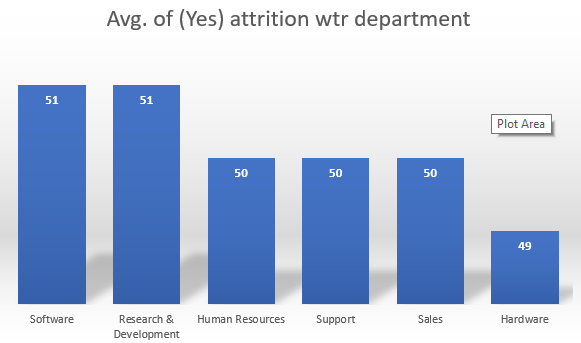 Avg. of (Yes) attrition wtr department
51
51
50
50
50
49
Plot Area
Software
Research &
Development
Human Resources
Support
Sales
Hardware